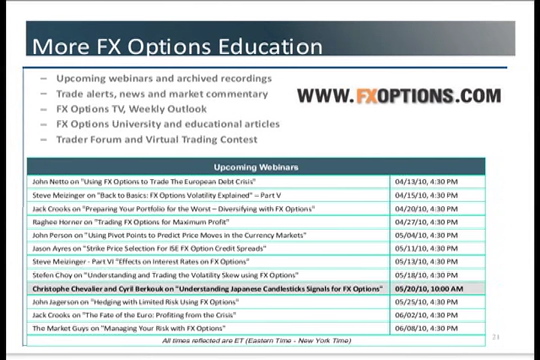 More FX Options Education
– Upcoming webinars and archived recordings
– Trade alerts, news and market commentary
– FX Options TV, Weekly Outlook
– FX Options University and educational articles
– Trader Forum and Virtual Trading Contest
WWW.FXOPTIONS.COM
Upcoming Webinars
John Netto on "Using FX Options to Trade The European Debt Crisis" 04/13/10, 4:30 PM
Steve Meizinger on "Back to Basics: FX Options Volatility Explained" – Part V 04/15/10, 4:30 PM
Jack Crooks on "Preparing Your Portfolio for the Worst – Diversifying with FX Options" 04/20/10, 4:30 PM
Raghee Horner on "Trading FX Options for Maximum Profit" 04/27/10, 4:30 PM
John Person on "Using Pivot Points to Predict Price Moves in the Currency Markets" 05/04/10, 4:30 PM
Jason Ayres on "Strike Price Selection For ISE FX Option Credit Spreads" 05/11/10, 4:30 PM
Steve Meizinger - Part VI "Effects on Interest Rates on FX Options" 05/13/10, 4:30 PM
Stefen Choy on "Understanding and Trading the Volatility Skew using FX Options" 05/18/10, 4:30 PM
Christophe Chevalier and Cyril Berkouk on "Understanding Japanese Candlesticks Signals for FX Options" 05/20/10, 10:00 AM
John Jagerson on "Hedging with Limited Risk Using FX Options" 05/25/10, 4:30 PM
Jack Crooks on "The Fate of the Euro: Profiting from the Crisis" 06/02/10, 4:30 PM
The Market Guys on "Managing Your Risk with FX Options" 06/08/10, 4:30 PM
All times reflected are ET (Eastern Time - New York Time)
21